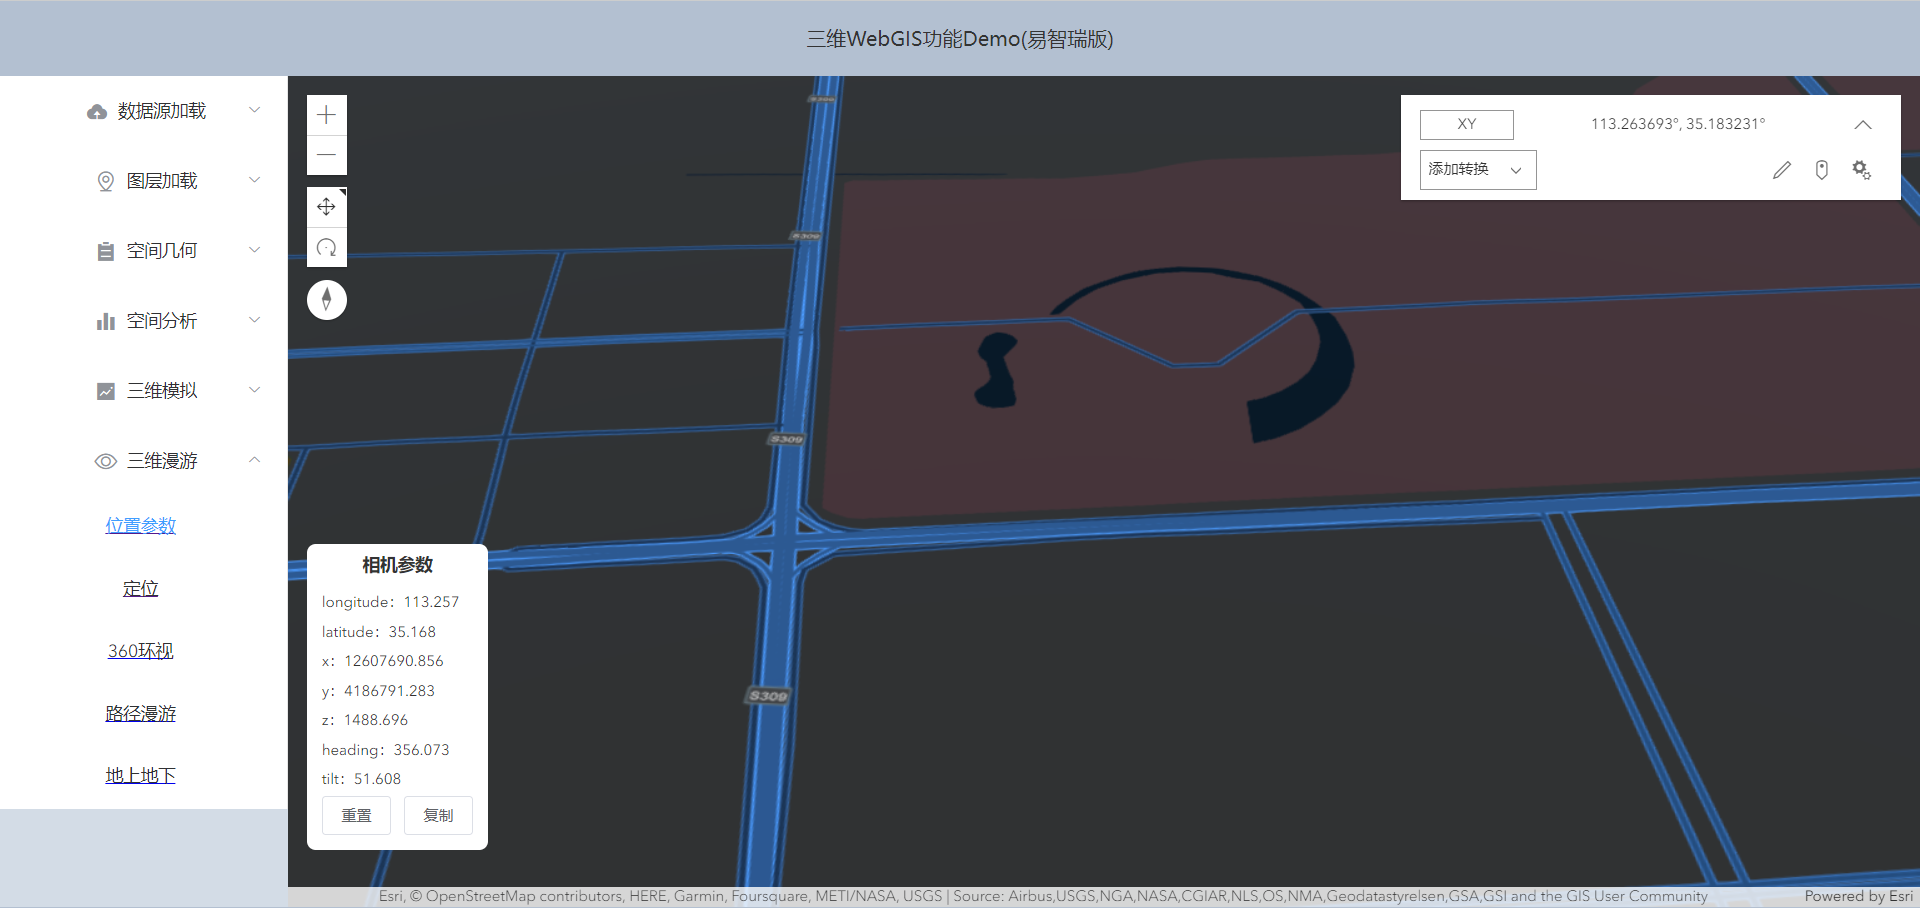 三维WebGIS功能Demo(易智瑞版)
数据源加载
图层加载
空间几何
空间分析
三维模拟
三维漫游
位置参数
定位
360环视
路径漫游
地上地下
XY
113.263693°, 35.183231°
添加转换
S309
S309
S309
S309
相机参数
longitude：113.257
latitude：35.168
x：12607690.856
y：4186791.283
z：1488.696
heading：356.073
tilt：51.608
重置
复制
Esri, © OpenStreetMap contributors, HERE, Garmin, Foursquare, METI/NASA, USGS | Source: Airbus,USGS,NGA,NASA,CGIAR,NLS,OS,NMA,Geodatastyrelsen,GSA,GSI and the GIS User Community
Powered by Esri